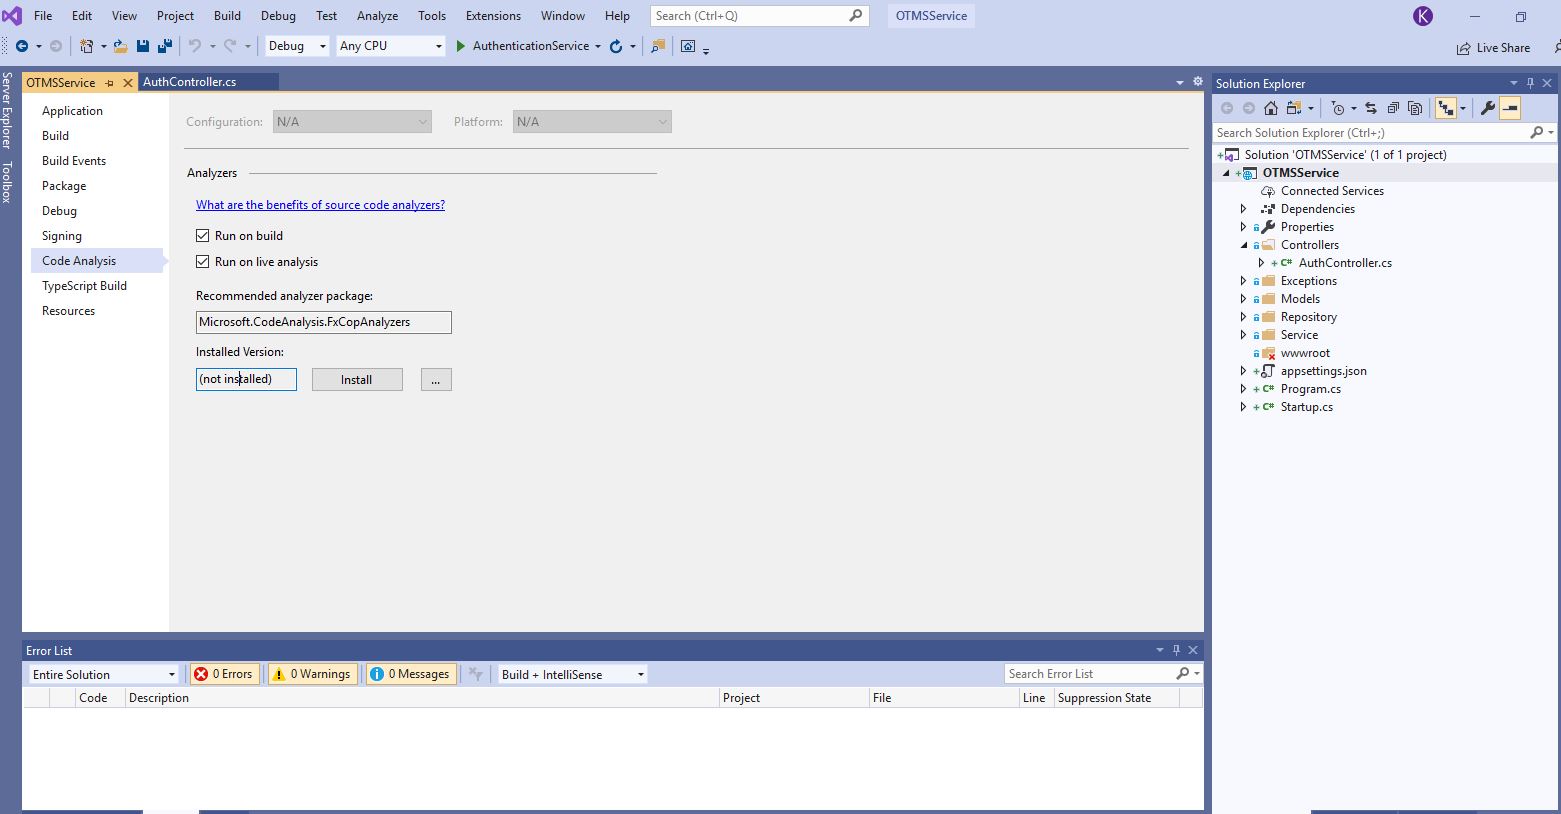 File Edit View Project Build Debug Test Analyze Tools Extensions Window Help Search (Ctrl+Q) OTMSService K
Debug Any CPU AuthenticationService Live Share
Server Explorer
Toolbox
OTMSService AuthController.cs
Application
Build
Build Events
Package
Debug
Signing
Code Analysis
TypeScript Build
Resources
Configuration: N/A Platform: N/A
Analyzers
What are the benefits of source code analyzers?
Run on build
Run on live analysis
Recommended analyzer package:
Microsoft.CodeAnalysis.FxCopAnalyzers
Installed Version:
(not installed) Install ...
Error List
Entire Solution 0 Errors 0 Warnings 0 Messages Build + IntelliSense Search Error List
Code Description Project File Line Suppression State
Solution Explorer
Search Solution Explorer (Ctrl+;)
Solution 'OTMSService' (1 of 1 project)
OTMSService
Connected Services
Dependencies
Properties
Controllers
C# AuthController.cs
Exceptions
Models
Repository
Service
wwwroot
appsettings.json
C# Program.cs
C# Startup.cs